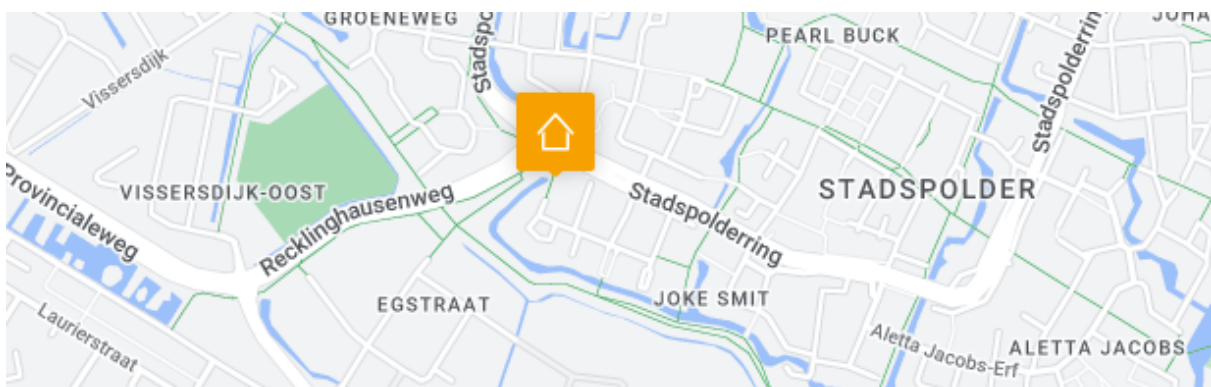 GROENEWEG
JOHA
PEARL BUCK
Stadspo
Vissersdijk
Stadspolderring
Provincialeweg
VISSERSDIJK-OOST
STADSPOLDER
Recklinghausenweg
Stadspolderring
EGSTRAAT
JOKE SMIT
Laurierstraat
Aletta Jacobs-Erf
ALETTA JACOBS